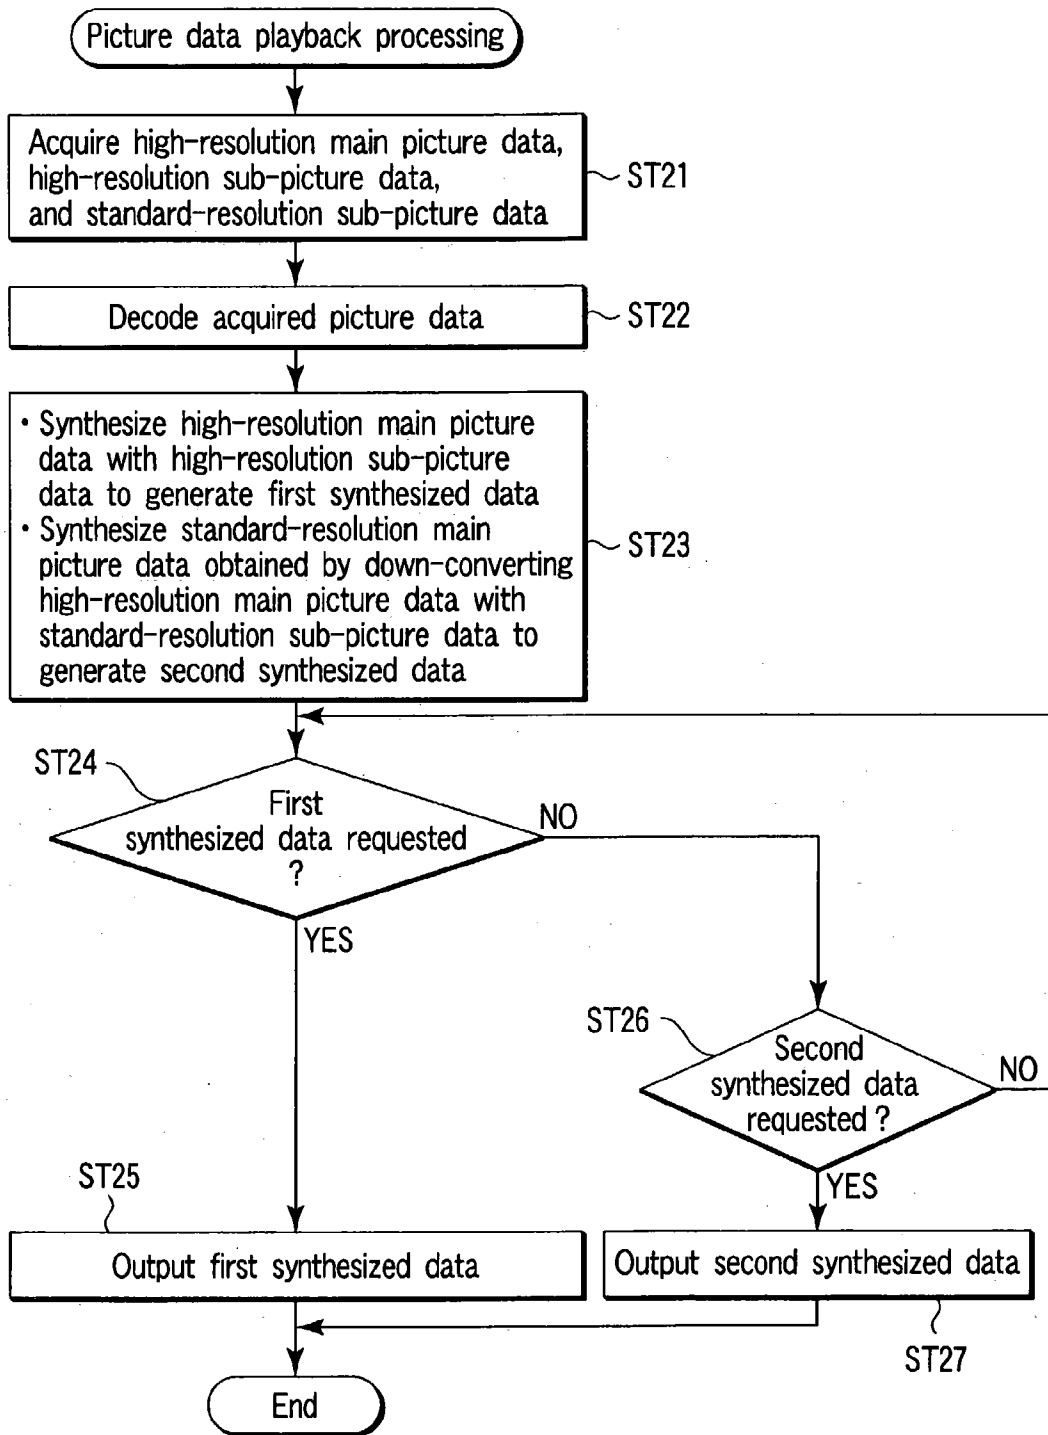 Picture data playback processing
Acquire high-resolution main picture data,
high-resolution sub-picture data,
and standard-resolution sub-picture data
ST21
Decode acquired picture data
ST22
• Synthesize high-resolution main picture
data with high-resolution sub-picture
data to generate first synthesized data
• Synthesize standard-resolution main
picture data obtained by down-converting
high-resolution main picture data with
standard-resolution sub-picture data to
generate second synthesized data
ST23
ST24
First
synthesized data requested
?
NO
YES
ST26
Second
synthesized data
requested ?
NO
YES
ST25
Output first synthesized data
Output second synthesized data
ST27
End